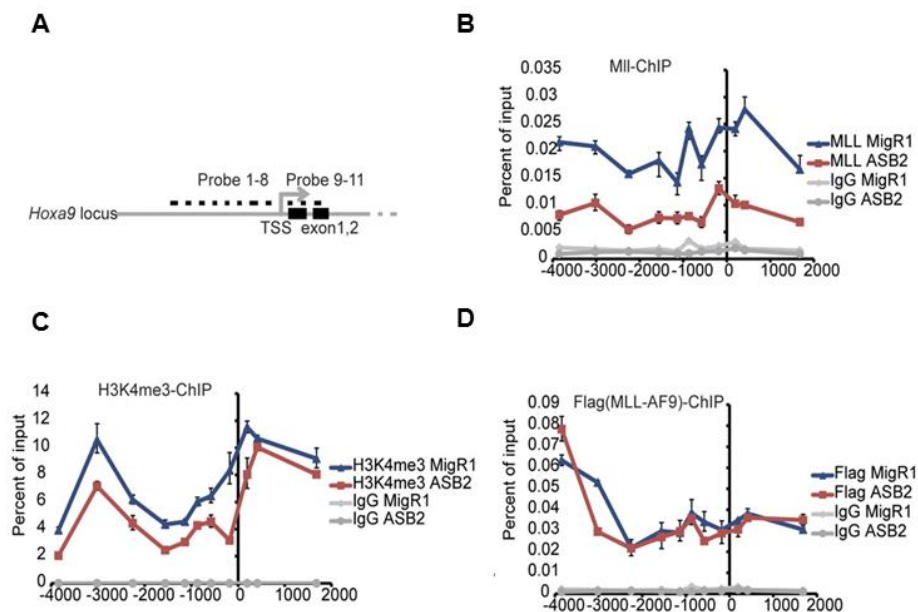 A
Probe 1-8 Probe 9-11
Hoxa9 locus
TSS exon1,2
B
Mll-ChIP
Percent of input
0.035
0.03
0.025
0.02
0.015
0.01
0.005
0
-4000 -3000 -2000 -1000 0 1000 2000
MLL MigR1
MLL ASB2
IgG MigR1
IgG ASB2
C
H3K4me3-ChIP
Percent of input
14
12
10
8
6
4
2
0
-4000 -3000 -2000 -1000 0 1000 2000
H3K4me3 MigR1
H3K4me3 ASB2
IgG MigR1
IgG ASB2
D
Flag(MLL-AF9)-ChIP
Percent of input
0.09
0.08
0.07
0.06
0.05
0.04
0.03
0.02
0.01
0
-4000 -3000 -2000 -1000 0 1000 2000
Flag MigR1
Flag ASB2
IgG MigR1
IgG ASB2